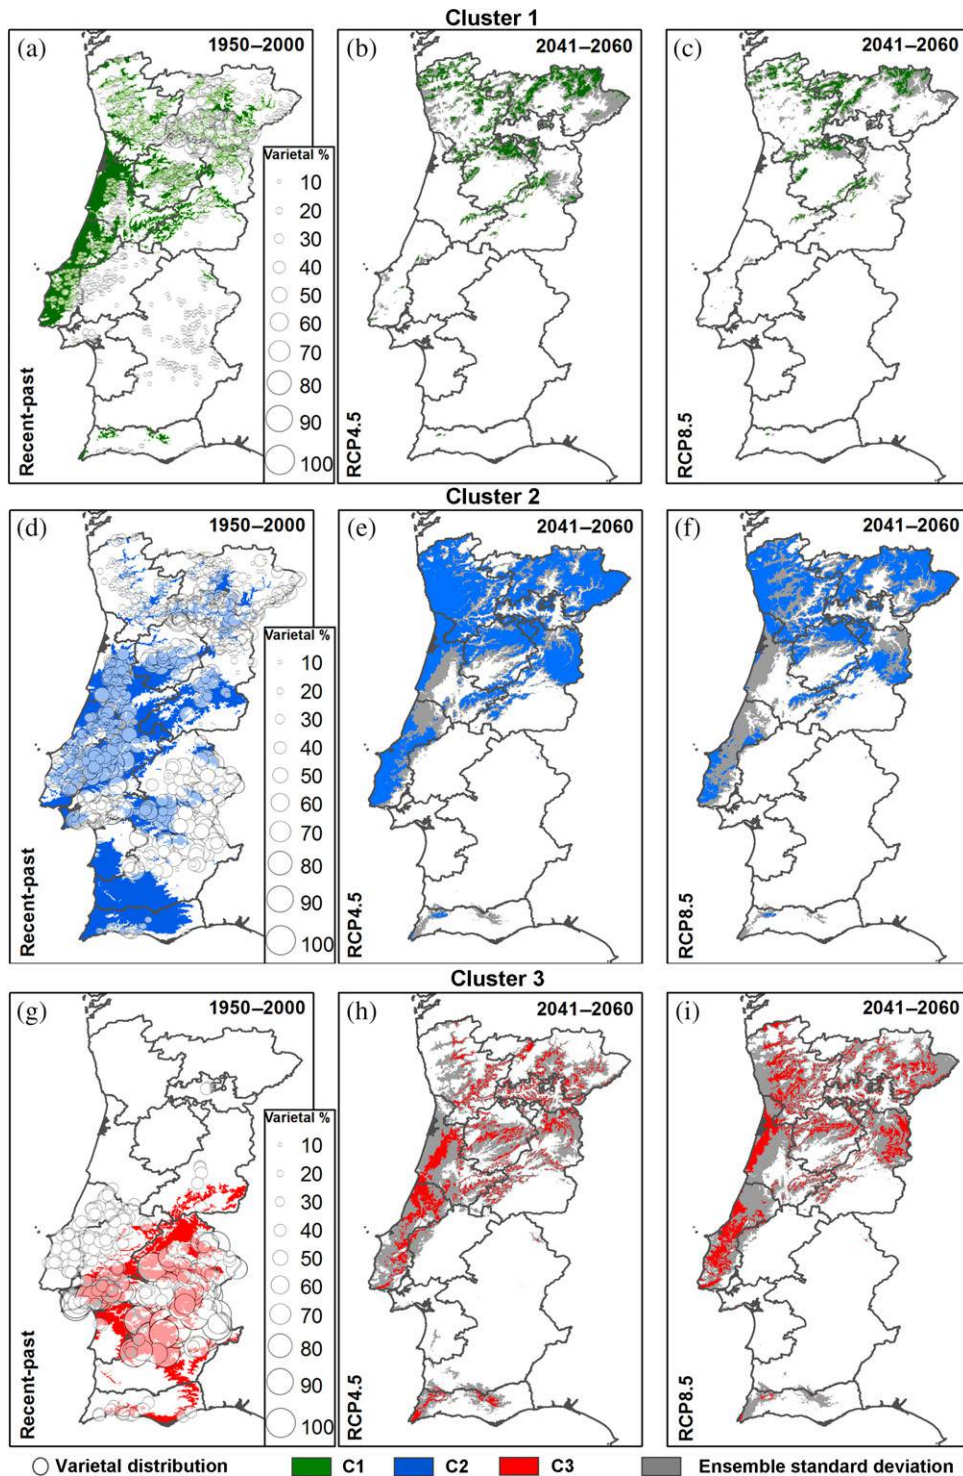 Cluster 1
(a)
1950–2000
Varietal %
10
20
30
40
50
60
70
80
90
100
Recent-past
(b)
2041–2060
RCP4.5
(c)
2041–2060
RCP8.5
Cluster 2
(d)
1950–2000
Varietal %
10
20
30
40
50
60
70
80
90
100
Recent-past
(e)
2041–2060
RCP4.5
(f)
2041–2060
RCP8.5
Cluster 3
(g)
1950–2000
Varietal %
10
20
30
40
50
60
70
80
90
100
Recent-past
(h)
2041–2060
RCP4.5
(i)
2041–2060
RCP8.5
Varietal distribution
C1
C2
C3
Ensemble standard deviation